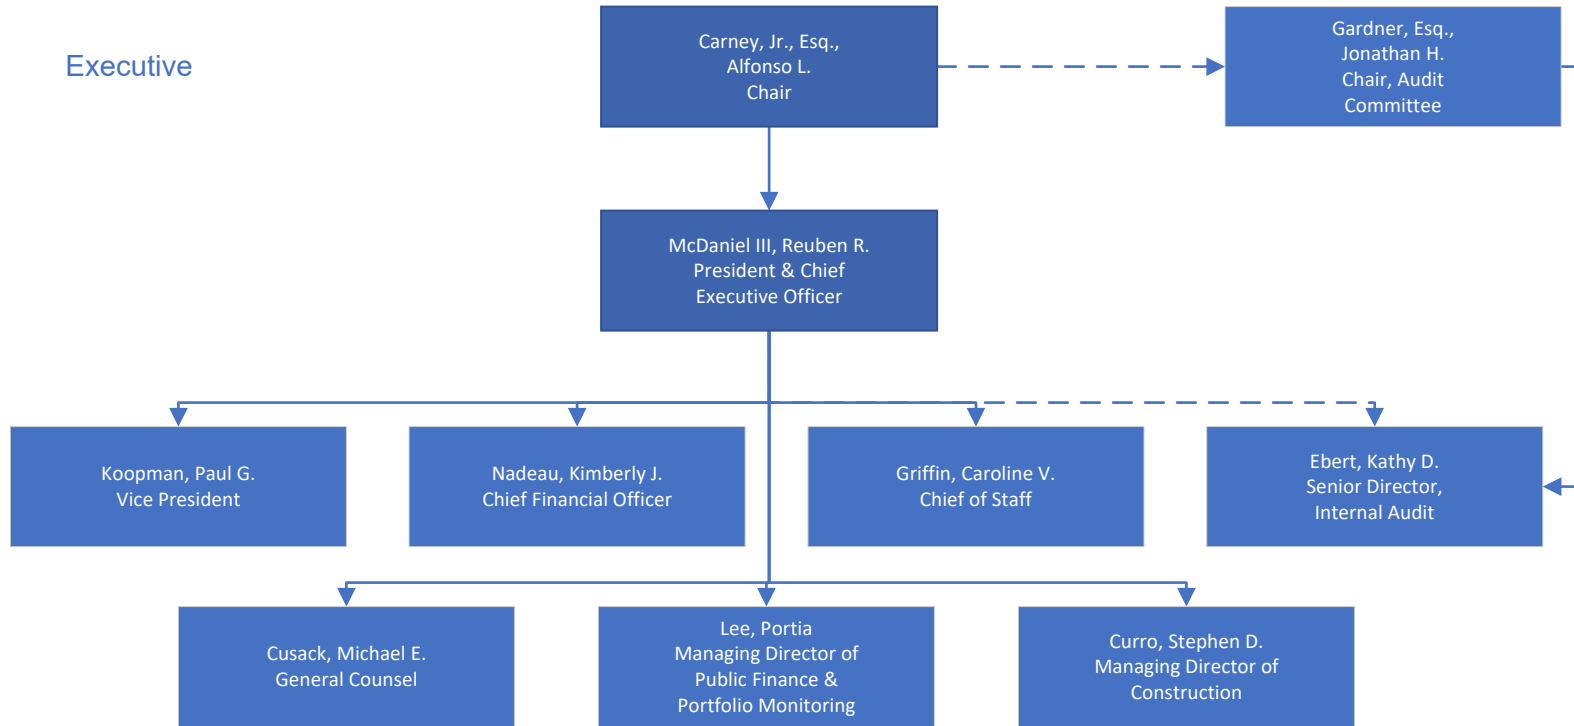 Executive
Carney, Jr., Esq.,
Alfonso L.
Chair
Gardner, Esq.,
Jonathan H.
Chair, Audit
Committee
McDaniel III, Reuben R.
President & Chief
Executive Officer
Koopman, Paul G.
Vice President
Nadeau, Kimberly J.
Chief Financial Officer
Griffin, Caroline V.
Chief of Staff
Ebert, Kathy D.
Senior Director,
Internal Audit
Cusack, Michael E.
General Counsel
Lee, Portia
Managing Director of
Public Finance &
Portfolio Monitoring
Curro, Stephen D.
Managing Director of
Construction